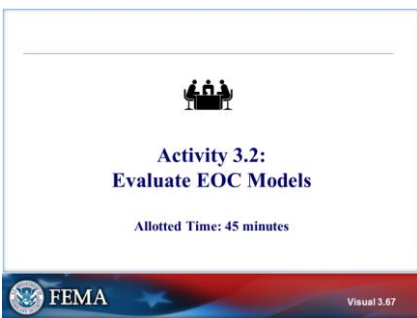 Activity 3.2:
Evaluate EOC Models
Allotted Time: 45 minutes
FEMA
Visual 3.67